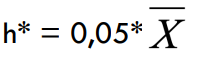 h* = 0,05* X̅